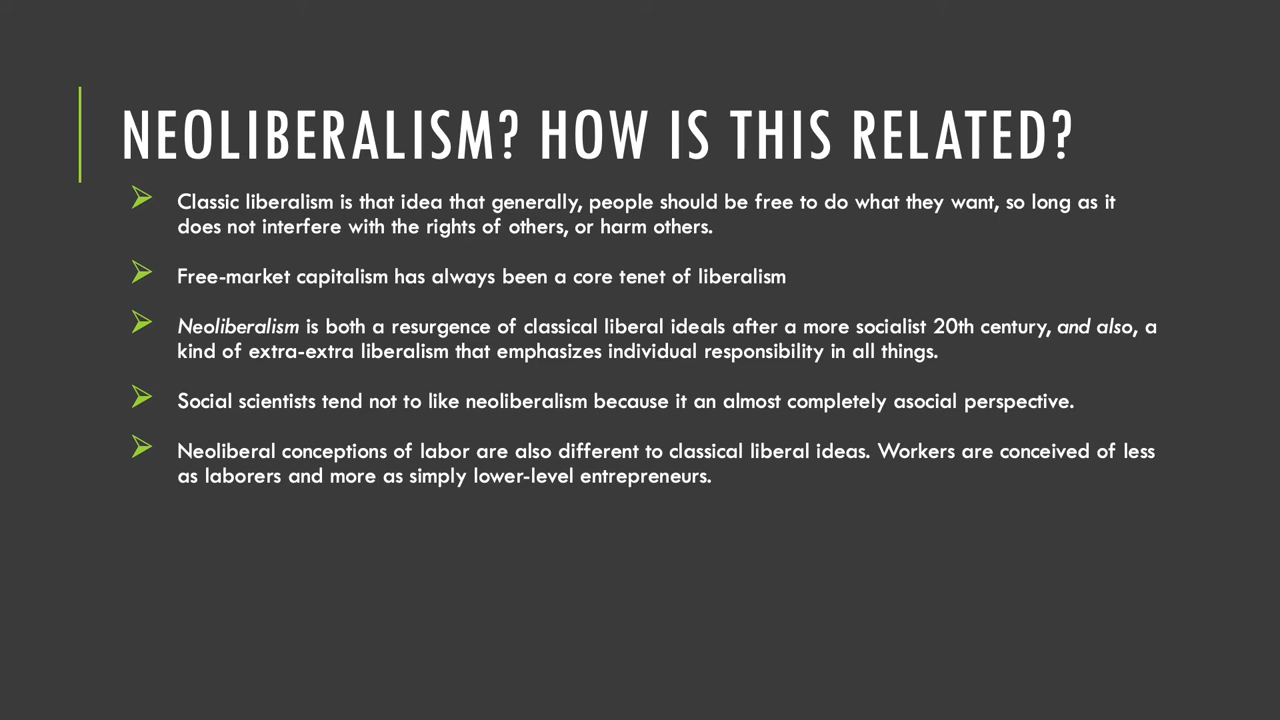 NEOLIBERALISM? HOW IS THIS RELATED?
Classic liberalism is that idea that generally, people should be free to do what they want, so long as it
does not interfere with the rights of others, or harm others.
Free-market capitalism has always been a core tenet of liberalism
Neoliberalism is both a resurgence of classical liberal ideals after a more socialist 20th century, and also, a
kind of extra-extra liberalism that emphasizes individual responsibility in all things.
Social scientists tend not to like neoliberalism because it an almost completely asocial perspective.
Neoliberal conceptions of labor are also different to classical liberal ideas. Workers are conceived of less
as laborers and more as simply lower-level entrepreneurs.